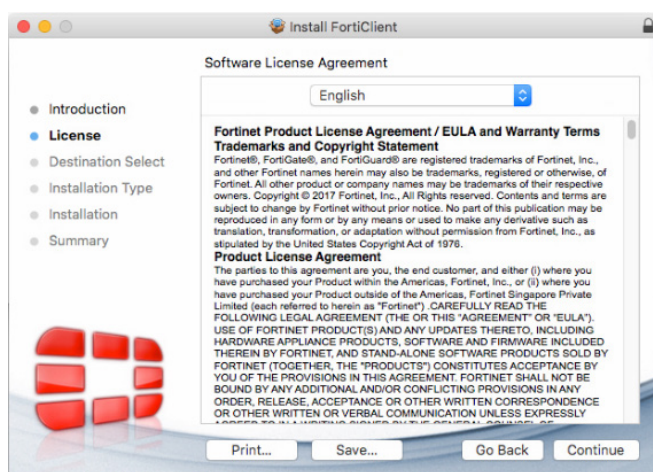 Install FortiClient
Software License Agreement
English
Introduction
License
Destination Select
Installation Type
Installation
Summary
Fortinet Product License Agreement / EULA and Warranty Terms
Trademarks and Copyright Statement
Fortinet®, FortiGate®, and FortiGuard® are registered trademarks of Fortinet, Inc.,
and other Fortinet names herein may also be trademarks, registered or otherwise, of
Fortinet. All other product or company names may be trademarks of their respective
owners. Copyright © 2017 Fortinet, Inc., All Rights reserved. Contents and terms are
subject to change by Fortinet without prior notice. No part of this publication may be
reproduced in any form or by any means or used to make any derivative such as
translation, transformation, or adaptation without permission from Fortinet, Inc., as
stipulated by the United States Copyright Act of 1976.
Product License Agreement
The parties to this agreement are you, the end customer, and either (i) where you
have purchased your Product within the Americas, Fortinet, Inc., or (ii) where you
have purchased your Product outside of the Americas, Fortinet Singapore Private
Limited (each referred to herein as "Fortinet") .CAREFULLY READ THE
FOLLOWING LEGAL AGREEMENT (THE OR THIS "AGREEMENT" OR "EULA").
USE OF FORTINET PRODUCT(S) AND ANY UPDATES THERETO, INCLUDING
HARDWARE APPLIANCE PRODUCTS, SOFTWARE AND FIRMWARE INCLUDED
THEREIN BY FORTINET, AND STAND-ALONE SOFTWARE PRODUCTS SOLD BY
FORTINET (TOGETHER, THE "PRODUCTS") CONSTITUTES ACCEPTANCE BY
YOU OF THE PROVISIONS IN THIS AGREEMENT. FORTINET SHALL NOT BE
BOUND BY ANY ADDITIONAL AND/OR CONFLICTING PROVISIONS IN ANY
ORDER, RELEASE, ACCEPTANCE OR OTHER WRITTEN CORRESPONDENCE
OR OTHER WRITTEN OR VERBAL COMMUNICATION UNLESS EXPRESSLY
AGREED TO IN A WRITING SIGNED BY THE GENERAL COUNSEL OF
Print...
Save...
Go Back
Continue